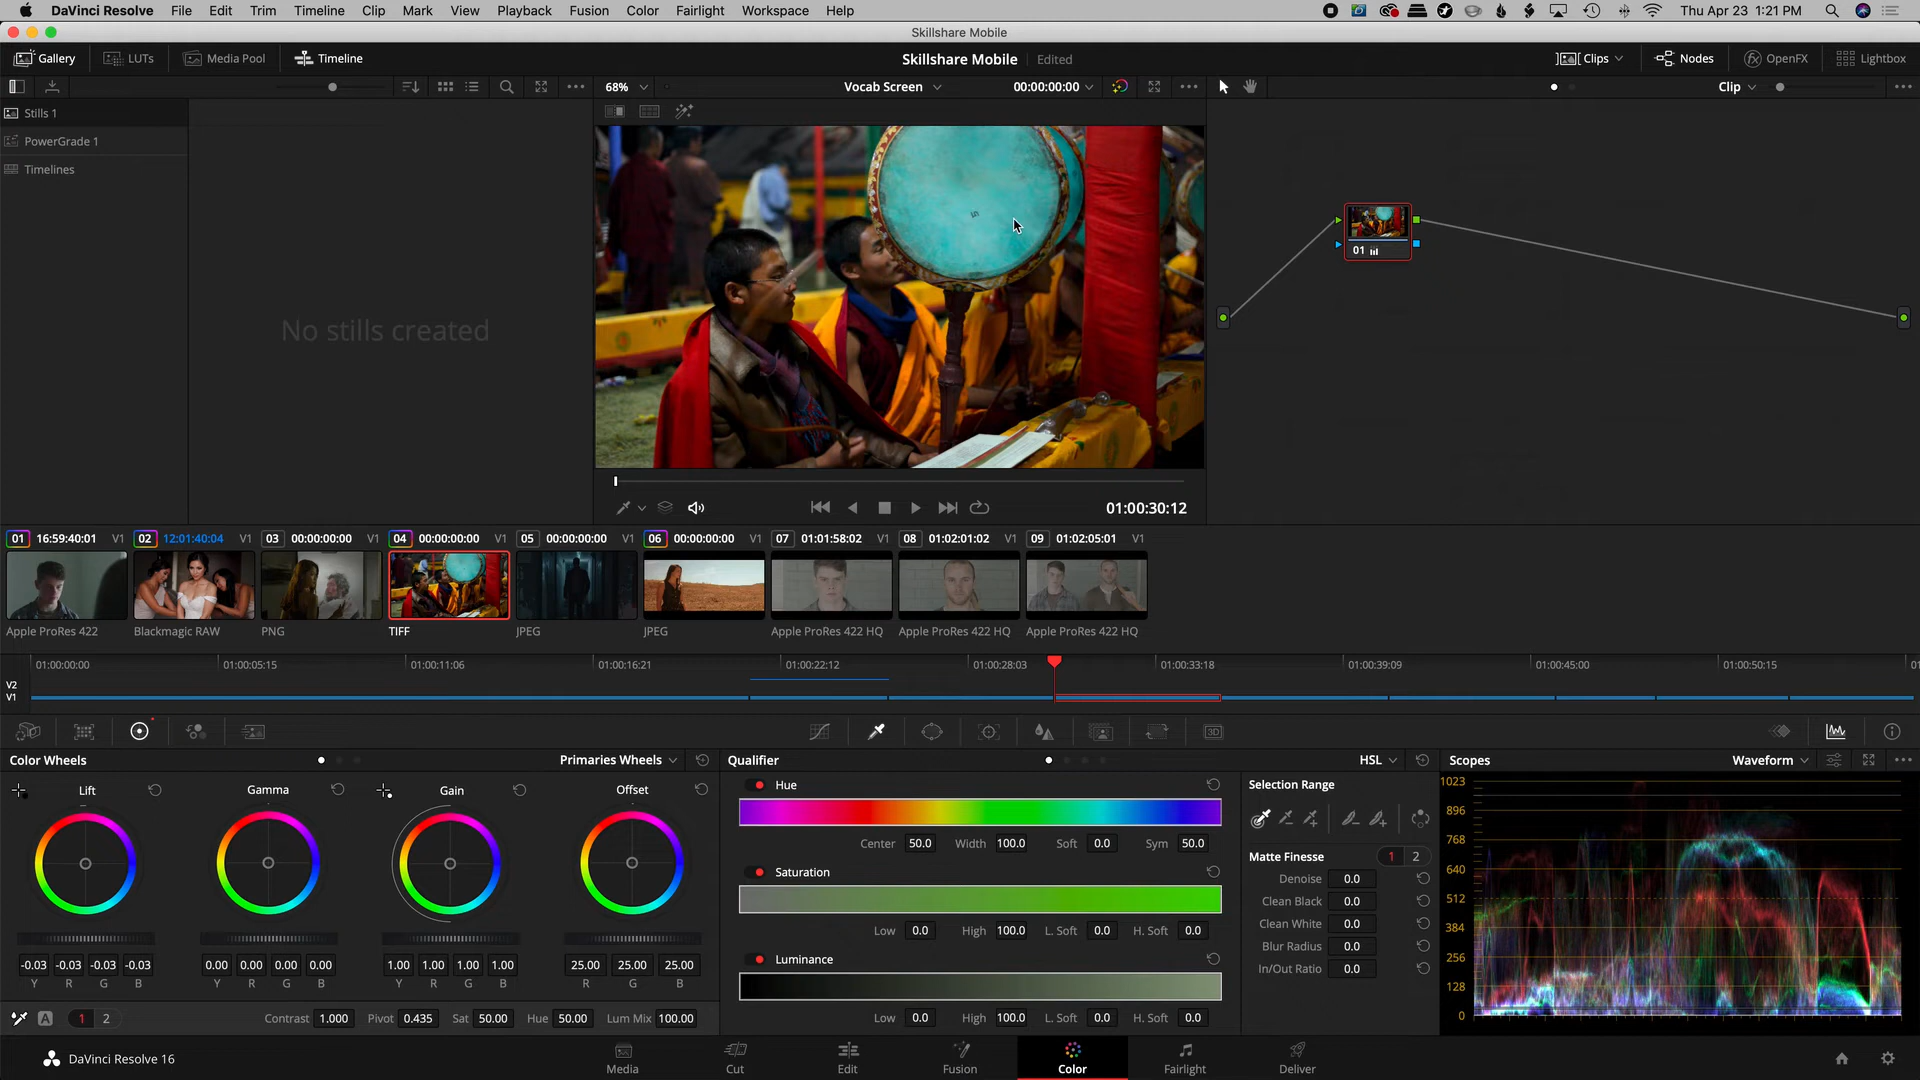 DaVinci Resolve File Edit Trim Timeline Clip Mark View Playback Fusion Color Fairlight Workspace Help Thu Apr 23 1:21 PM
Skillshare Mobile
Gallery LUTs Media Pool Timeline Skillshare Mobile Edited Clips Nodes OpenFX Lightbox
68% Vocab Screen 00:00:00:00 Clip
Stills 1
PowerGrade 1
Timelines
No stills created
01
01:00:30:12
01 16:59:40:01 V1 02 12:01:40:04 V1 03 00:00:00:00 V1 04 00:00:00:00 V1 05 00:00:00:00 V1 06 00:00:00:00 V1 07 01:01:58:02 V1 08 01:02:01:02 V1 09 01:02:05:01 V1
Apple ProRes 422 Blackmagic RAW PNG TIFF JPEG JPEG Apple ProRes 422 HQ Apple ProRes 422 HQ Apple ProRes 422 HQ
01:00:00:00 01:00:05:15 01:00:11:06 01:00:16:21 01:00:22:12 01:00:28:03 01:00:33:18 01:00:39:09 01:00:45:00 01:00:50:15 01
V2
V1
3D
Color Wheels Primaries Wheels Qualifier HSL Scopes Waveform
Lift Gamma Gain Offset
Hue
Center 50.0 Width 100.0 Soft 0.0 Sym 50.0
Saturation
Low 0.0 High 100.0 L. Soft 0.0 H. Soft 0.0
Luminance
Low 0.0 High 100.0 L. Soft 0.0 H. Soft 0.0
-0.03 -0.03 -0.03 -0.03 0.00 0.00 0.00 0.00 1.00 1.00 1.00 1.00 25.00 25.00 25.00
Y R G B Y R G B Y R G B R G B
A 1 2 Contrast 1.000 Pivot 0.435 Sat 50.00 Hue 50.00 Lum Mix 100.00
Selection Range
Matte Finesse 1 2
Denoise 0.0
Clean Black 0.0
Clean White 0.0
Blur Radius 0.0
In/Out Ratio 0.0
1023
896
768
640
512
384
256
128
0
DaVinci Resolve 16 Media Cut Edit Fusion Color Fairlight Deliver